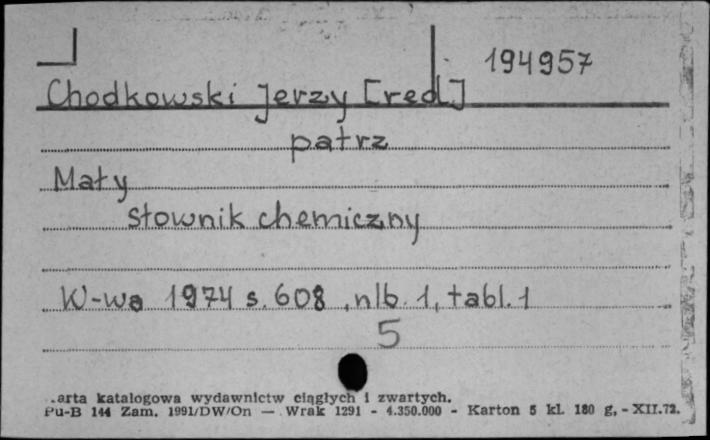 194957
Chodkowski Jerzy [red]
patrz
Mały
słownik chemiczny
W-wa 1974 s. 608, nlb. 1, tabl. 1
5
arta katalogowa wydawnictw ciągłych i zwartych.
Pu-B 144 Zam. 1991/DW/On — Wrak 1291 - 4.350.000 - Karton 5 kl. 180 g, - XII.72.